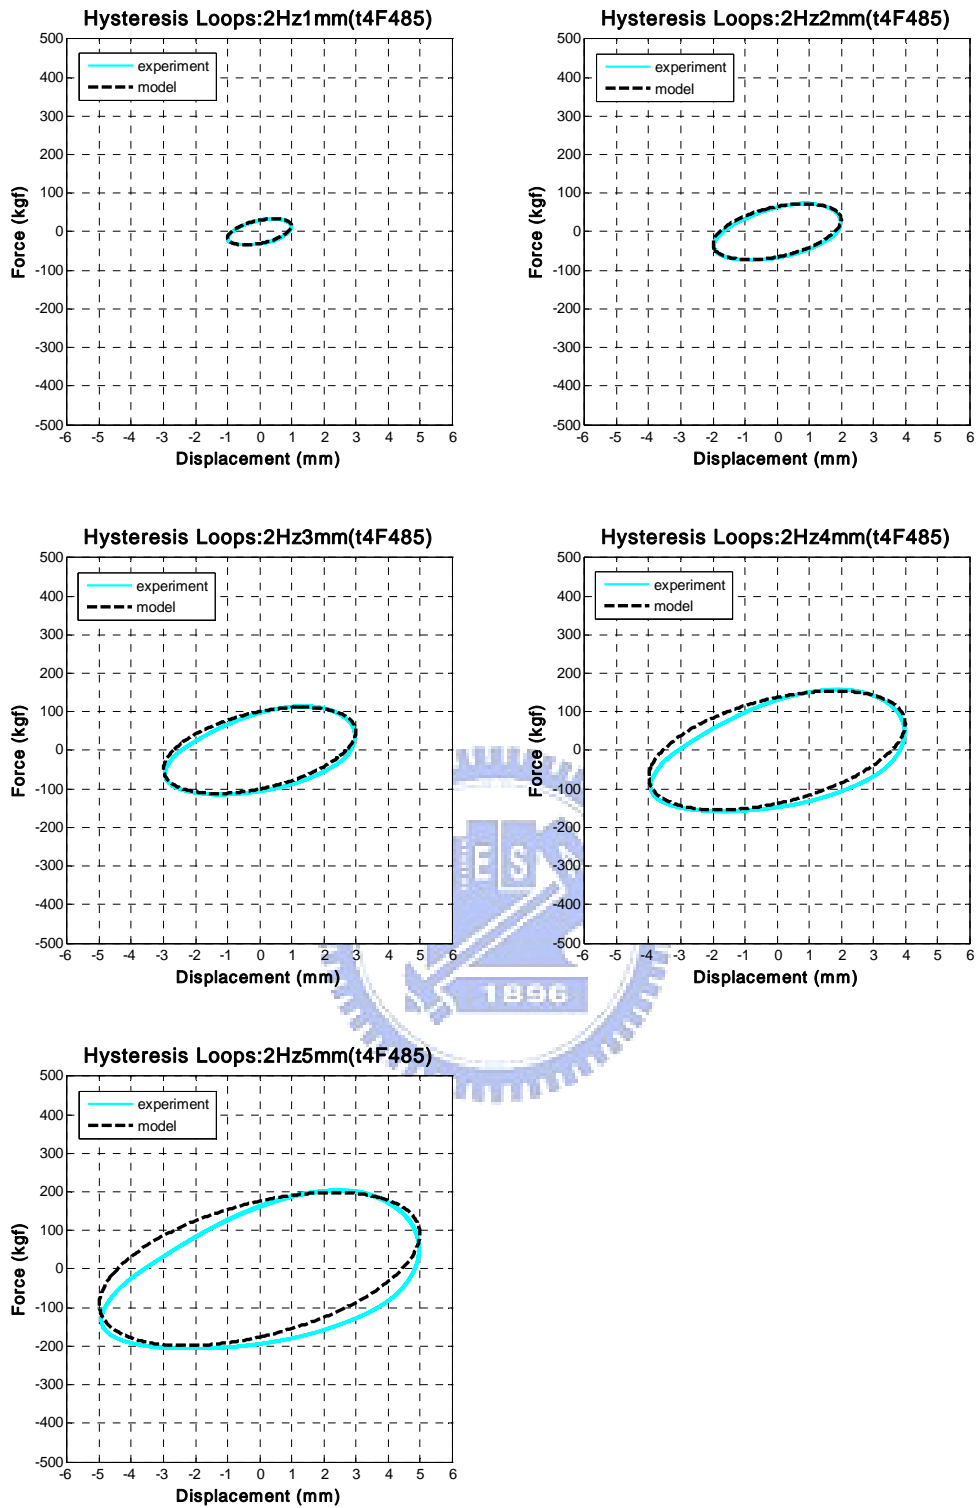 Hysteresis Loops:2Hz1mm(t4F485)
500
400
300
200
100
0
-100
-200
-300
-400
-500
experiment
model
Force (kgf)
-6 -5 -4 -3 -2 -1 0 1 2 3 4 5 6
Displacement (mm)
Hysteresis Loops:2Hz2mm(t4F485)
500
400
300
200
100
0
-100
-200
-300
-400
-500
experiment
model
Force (kgf)
-6 -5 -4 -3 -2 -1 0 1 2 3 4 5 6
Displacement (mm)
Hysteresis Loops:2Hz3mm(t4F485)
500
400
300
200
100
0
-100
-200
-300
-400
-500
experiment
model
Force (kgf)
-6 -5 -4 -3 -2 -1 0 1 2 3 4 5 6
Displacement (mm)
Hysteresis Loops:2Hz4mm(t4F485)
500
400
300
200
100
0
-100
-200
-300
-400
-500
experiment
model
Force (kgf)
-6 -5 -4 -3 -2 -1 0 1 2 3 4 5 6
Displacement (mm)
E S
1896
Hysteresis Loops:2Hz5mm(t4F485)
500
400
300
200
100
0
-100
-200
-300
-400
-500
experiment
model
Force (kgf)
-6 -5 -4 -3 -2 -1 0 1 2 3 4 5 6
Displacement (mm)